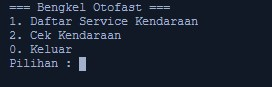 === Bengkel Otofast ===
1. Daftar Service Kendaraan
2. Cek Kendaraan
0. Keluar
Pilihan :